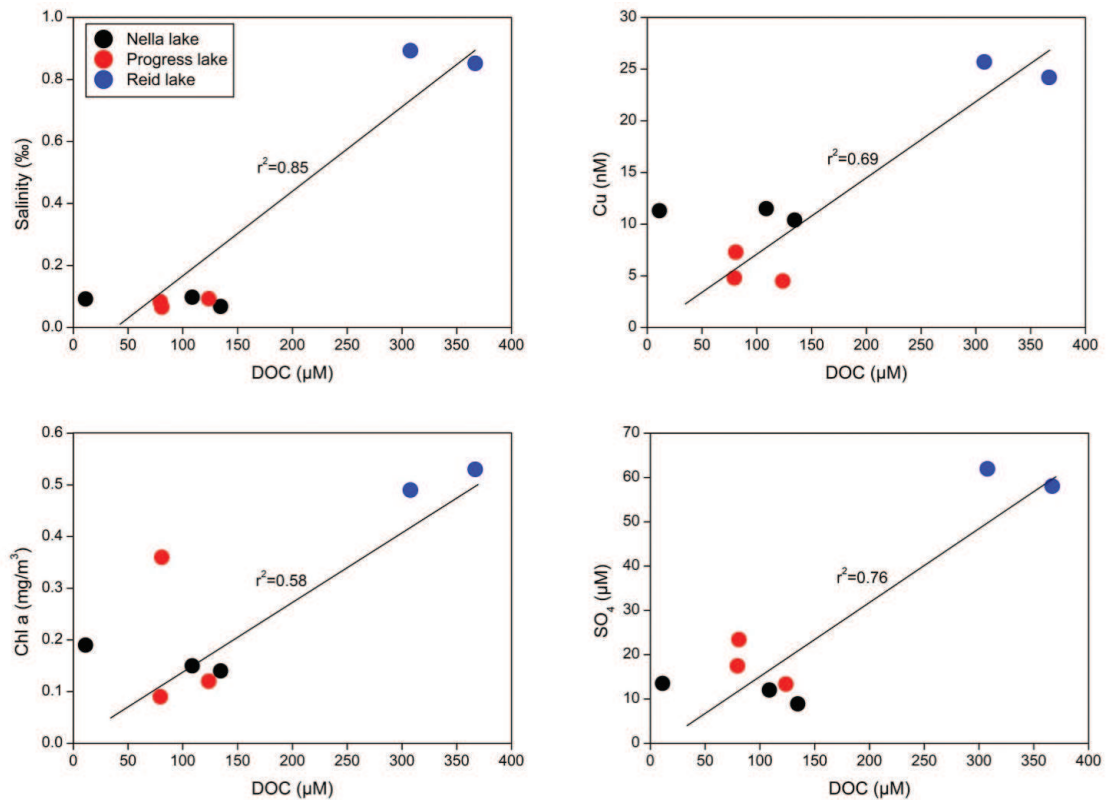 1.0
0.8
0.6
0.4
0.2
0.0
Salinity (‰)
Nella lake
Progress lake
Reid lake
r²=0.85
0 50 100 150 200 250 300 350 400
DOC (µM)
30
25
20
15
10
5
0
Cu (nM)
r²=0.69
0 50 100 150 200 250 300 350 400
DOC (µM)
0.6
0.5
0.4
0.3
0.2
0.1
0.0
Chl a (mg/m³)
r²=0.58
0 50 100 150 200 250 300 350 400
DOC (µM)
70
60
50
40
30
20
10
0
SO₄ (µM)
r²=0.76
0 50 100 150 200 250 300 350 400
DOC (µM)